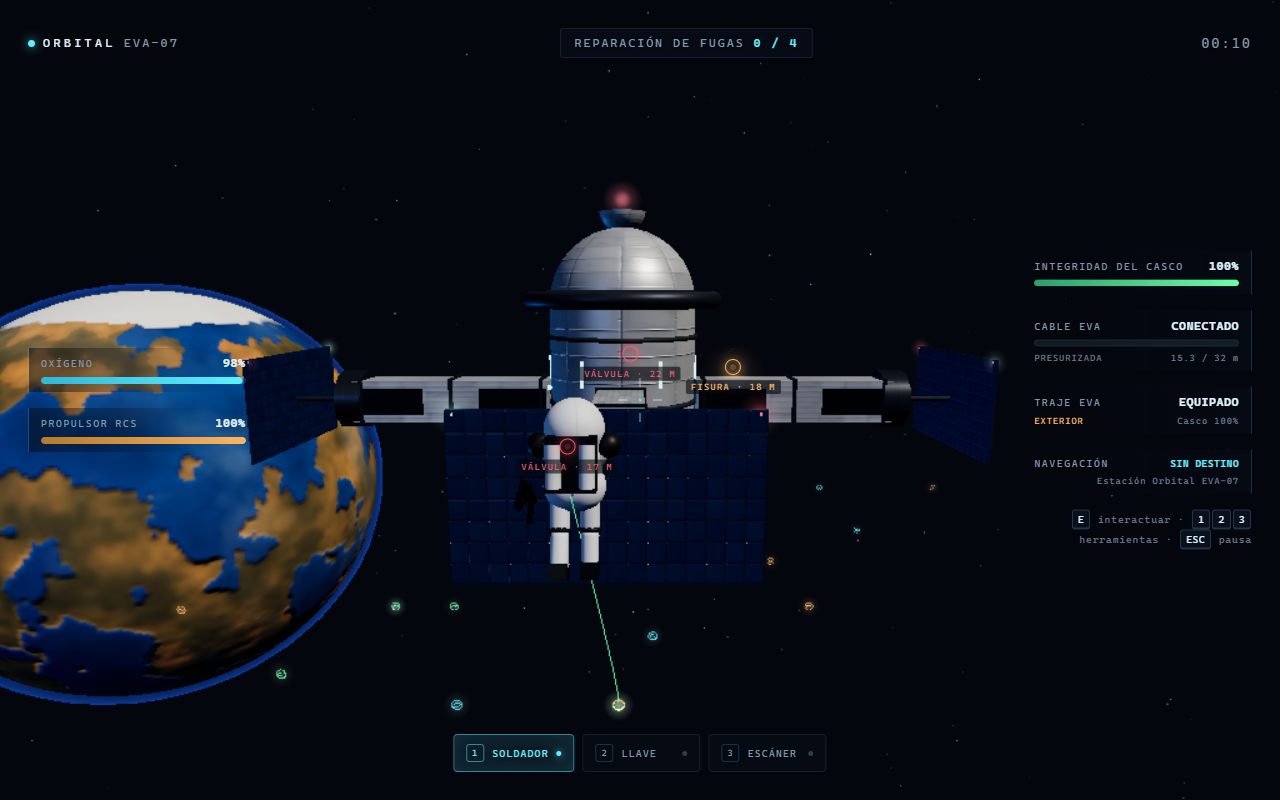 ORBITAL EVA-07
REPARACIÓN DE FUGAS 0 / 4
00:10
INTEGRIDAD DEL CASCO 100%
CABLE EVA CONECTADO
PRESURIZADA 15.3 / 32 m
OXÍGENO 98%
VÁLVULA · 22 M
FISURA · 18 M
TRAJE EVA EQUIPADO
EXTERIOR Casco 100%
PROPULSOR RCS 100%
VÁLVULA · 17 M
NAVEGACIÓN SIN DESTINO
Estación Orbital EVA-07
E interactuar · 1 2 3
herramientas · ESC pausa
1 SOLDADOR
2 LLAVE
3 ESCÁNER